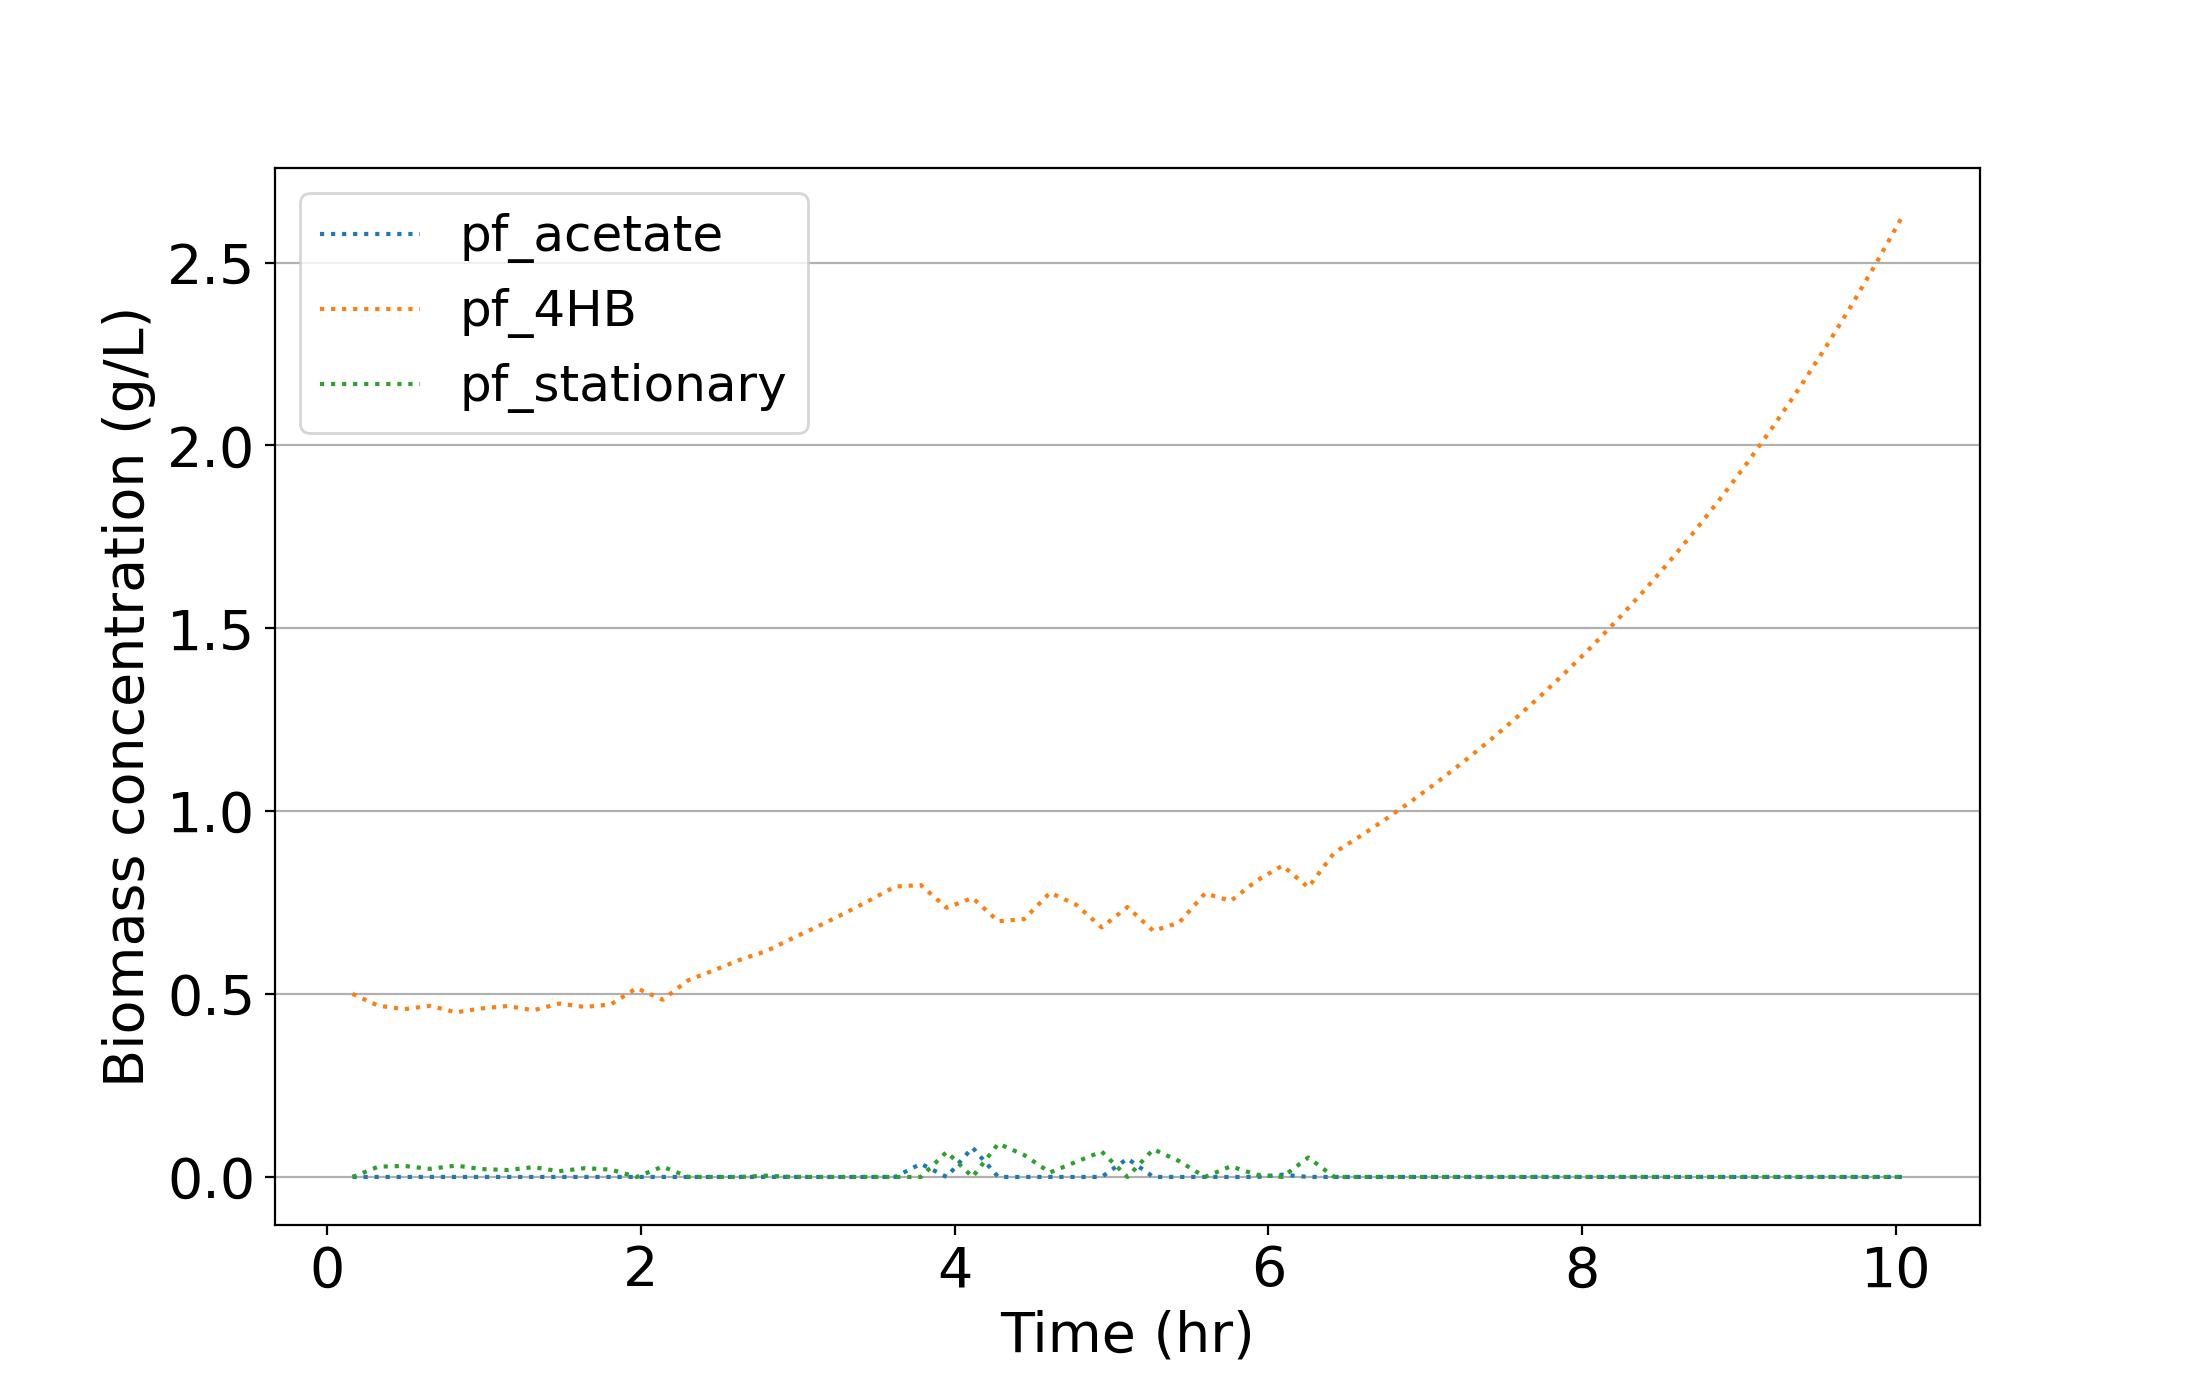 pf_acetate
pf_4HB
pf_stationary
Biomass concentration (g/L)
2.5
2.0
1.5
1.0
0.5
0.0
0 2 4 6 8 10
Time (hr)